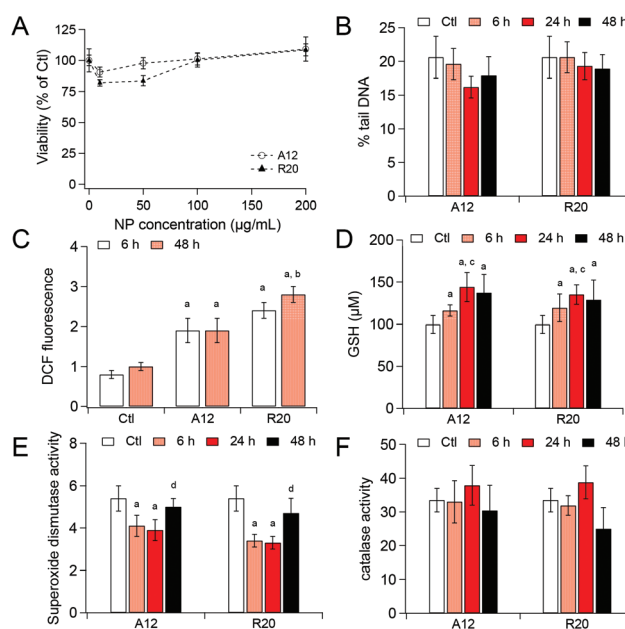 A
125
100
75
50
25
0
Viability (% of Ctl)
0
50
100
150
200
NP concentration (µg/mL)
A12
R20
B
Ctl
6 h
24 h
48 h
25
20
15
10
5
0
% tail DNA
A12
R20
C
6 h
48 h
4
3
2
1
0
DCF fluorescence
a
a
a
a, b
Ctl
A12
R20
D
Ctl
6 h
24 h
48 h
200
150
100
50
0
GSH (µM)
a
a, c
a
a
a, c
a
A12
R20
E
Ctl
6 h
24 h
48 h
8
6
4
2
0
Superoxide dismutase activity
a
a
d
a
a
d
A12
R20
F
Ctl
6 h
24 h
48 h
50
40
30
20
10
0
catalase activity
A12
R20